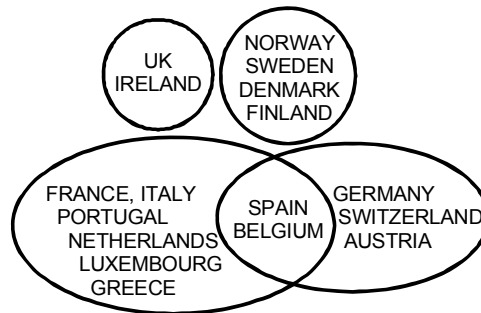 UK
IRELAND
NORWAY
SWEDEN
DENMARK
FINLAND
FRANCE, ITALY
PORTUGAL
NETHERLANDS
LUXEMBOURG
GREECE
SPAIN
BELGIUM
GERMANY
SWITZERLAND
AUSTRIA